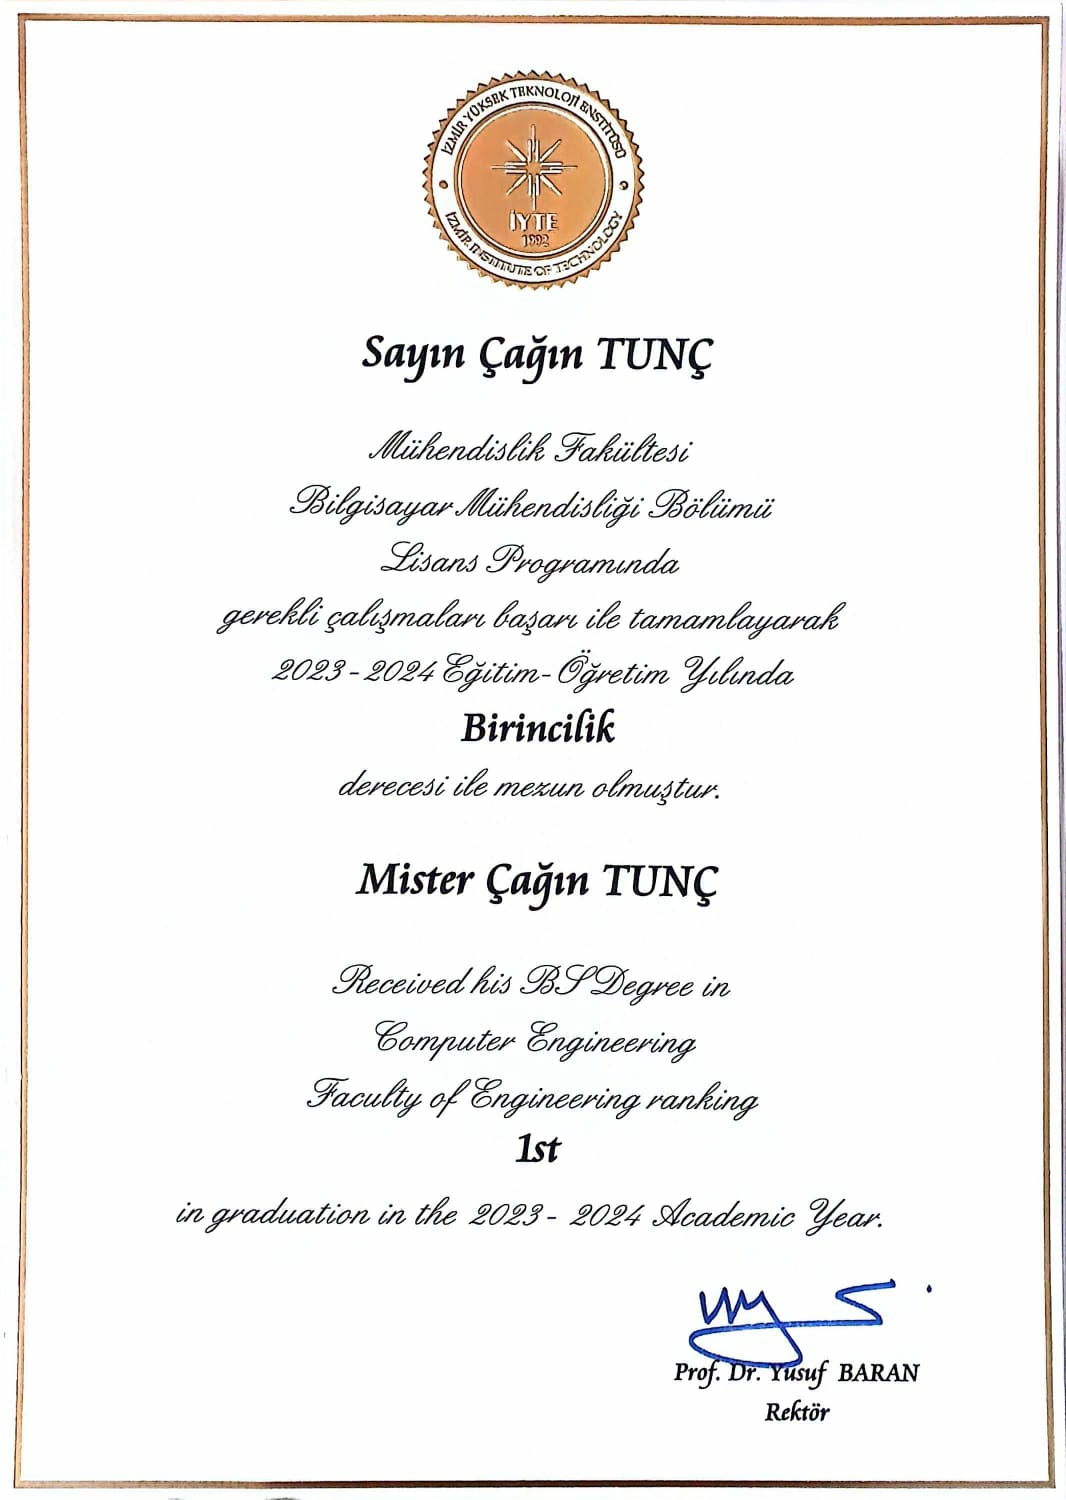 İZMİR YÜKSEK TEKNOLOJİ ENSTİTÜSÜ
İYTE
1992
İZMİR INSTITUTE OF TECHNOLOGY
Sayın Çağın TUNÇ
Mühendislik Fakültesi
Bilgisayar Mühendisliği Bölümü
Lisans Programında
gerekli çalışmaları başarı ile tamamlayarak
2023-2024 Eğitim-Öğretim Yılında
Birincilik
derecesi ile mezun olmuştur.
Mister Çağın TUNÇ
Received his BS Degree in
Computer Engineering
Faculty of Engineering ranking
1st
in graduation in the 2023 - 2024 Academic Year.
Prof. Dr. Yusuf BARAN
Rektör